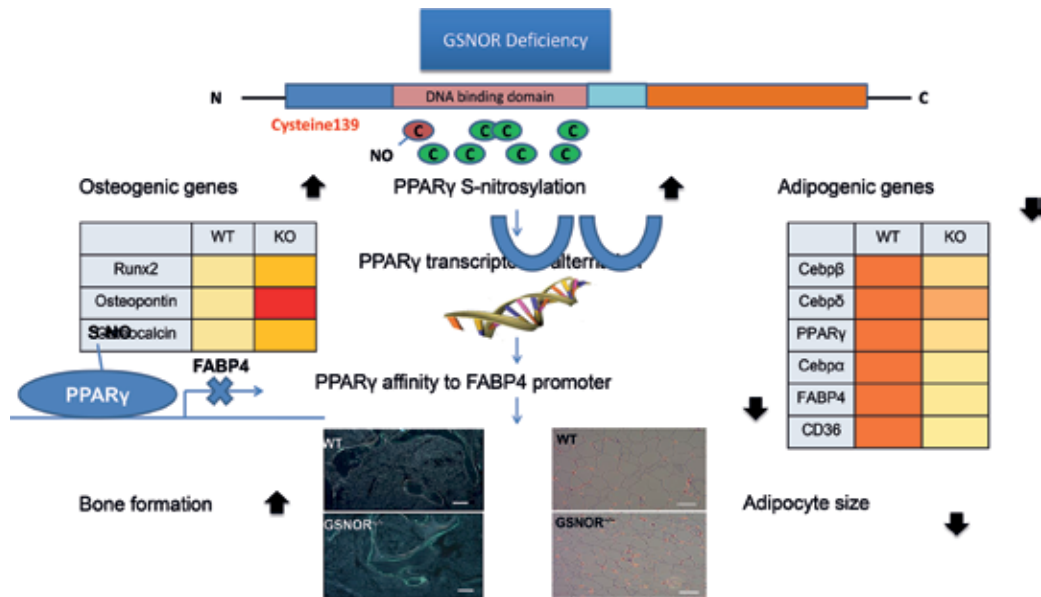 GSNOR Deficiency
N
DNA binding domain
C
Cysteine139
C C C C
NO
C C C C
Osteogenic genes
PPARγ S-nitrosylation
Adipogenic genes
WT KO
Runx2
Osteopontin
S-NO
WT KO
Cebpβ
Cebpδ
PPARγ
Cebpα
FABP4
CD36
PPARγ
FABP4
PPARγ
PPARγ affinity to FABP4 promoter
WT
GSNOR-/-
WT
GSNOR-/-
Bone formation
Adipocyte size